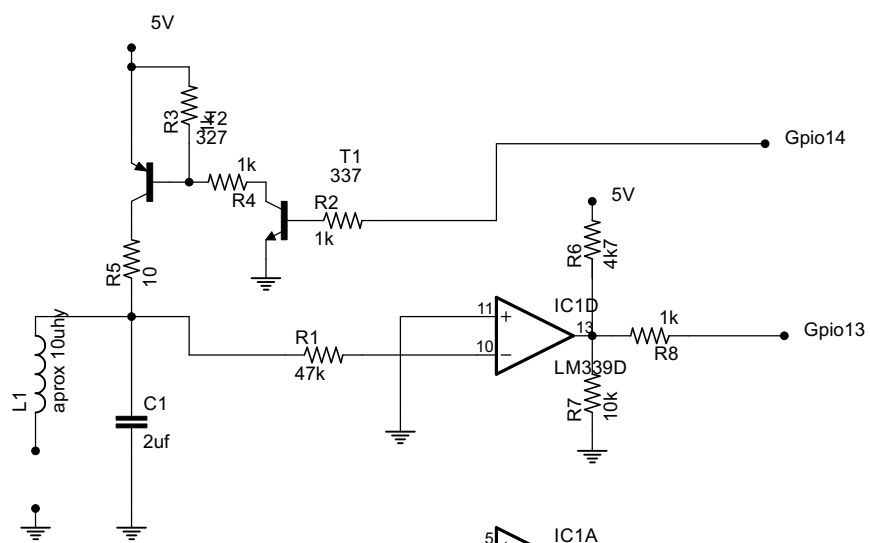 5V
R3
1k
T2
327
1k
R4
T1
337
R2
1k
Gpio14
5V
R6
4k7
R5
10
L1
aprox 10uhy
C1
2uf
R1
47k
11
+
10
−
13
IC1D
LM339D
1k
R8
Gpio13
R7
10k
5
IC1A